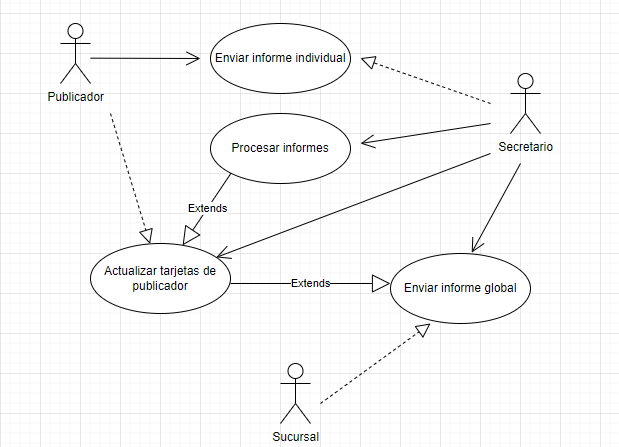 Enviar informe individual
Publicador
Procesar informes
Secretario
Extends
Actualizar tarjetas de
publicador
Extends
Enviar informe global
Sucursal